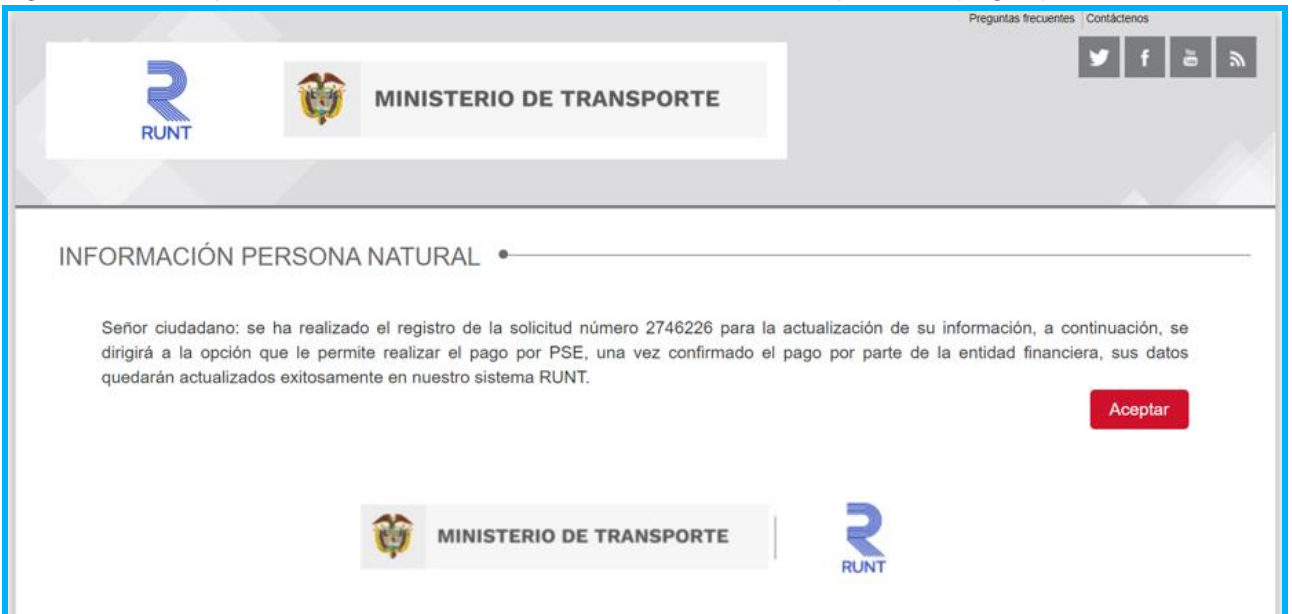 Preguntas frecuentes Contáctenos
RUNT
MINISTERIO DE TRANSPORTE
INFORMACIÓN PERSONA NATURAL
Señor ciudadano: se ha realizado el registro de la solicitud número 2746226 para la actualización de su información, a continuación, se
dirigirá a la opción que le permite realizar el pago por PSE, una vez confirmado el pago por parte de la entidad financiera, sus datos
quedarán actualizados exitosamente en nuestro sistema RUNT.
Aceptar
MINISTERIO DE TRANSPORTE
RUNT